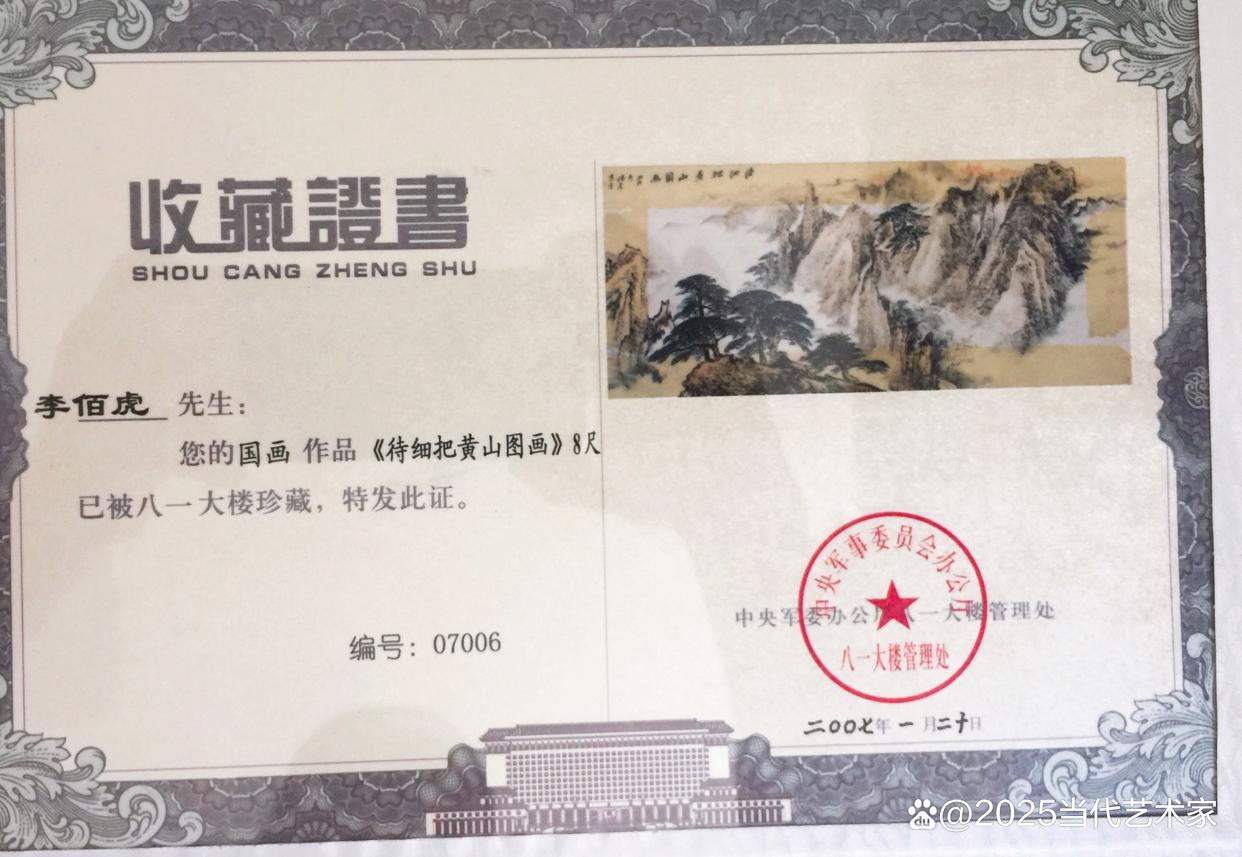 收藏證書
SHOU CANG ZHENG SHU
李佰虎 先生：
您的国画 作品《待细把黄山图画》8尺
已被八一大楼珍藏，特发此证。
编号：07006
中央军委办公厅八一大楼管理处
中央军事委员会办公厅
八一大楼管理处
二00七年一月二十日
du @2025当代艺术家